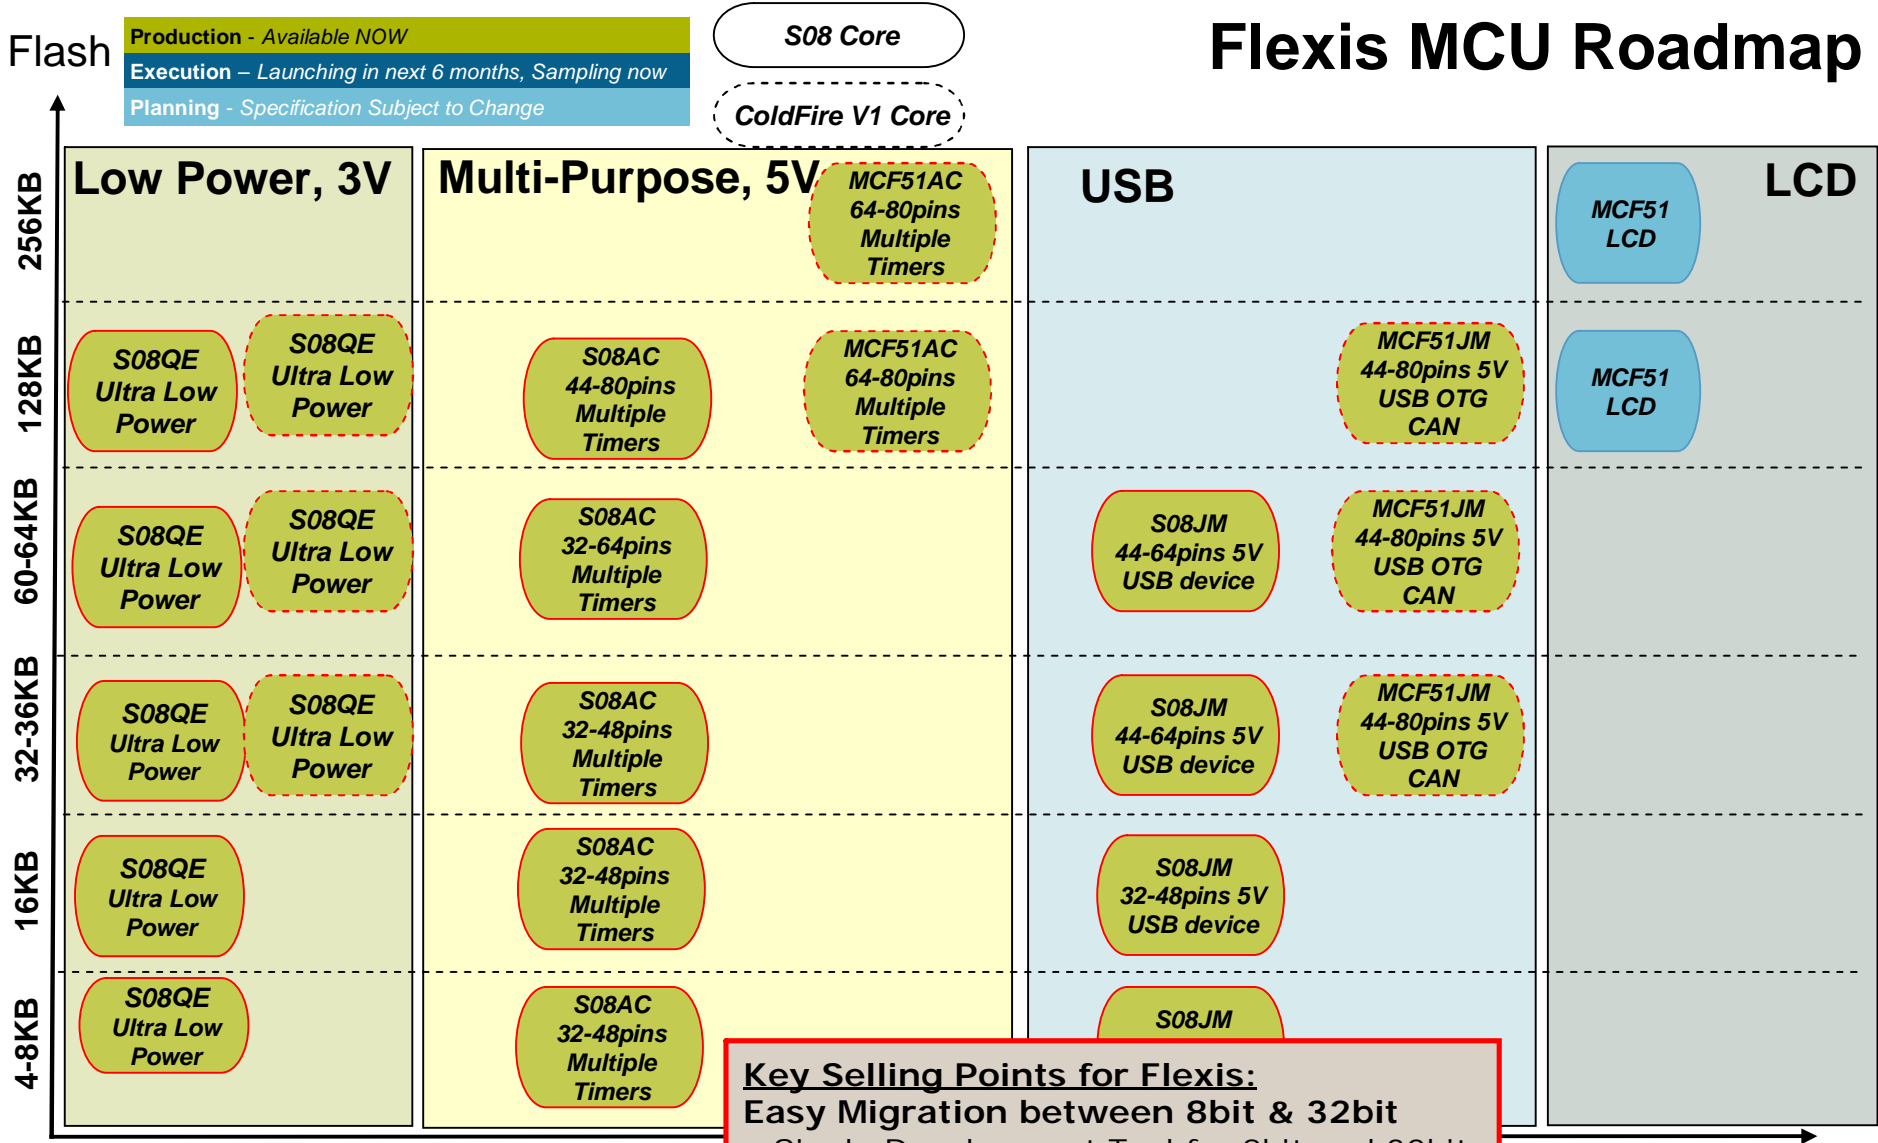 Flexis MCU Roadmap
Flash
Production - Available NOW
Execution – Launching in next 6 months, Sampling now
Planning - Specification Subject to Change
S08 Core
ColdFire V1 Core
Low Power, 3V
Multi-Purpose, 5V
USB
LCD
256KB
MCF51AC
64-80pins
Multiple
Timers
MCF51
LCD
128KB
S08QE
Ultra Low
Power
S08QE
Ultra Low
Power
S08AC
44-80pins
Multiple
Timers
MCF51AC
64-80pins
Multiple
Timers
MCF51JM
44-80pins 5V
USB OTG
CAN
MCF51
LCD
60-64KB
S08QE
Ultra Low
Power
S08QE
Ultra Low
Power
S08AC
32-64pins
Multiple
Timers
S08JM
44-64pins 5V
USB device
MCF51JM
44-80pins 5V
USB OTG
CAN
32-36KB
S08QE
Ultra Low
Power
S08QE
Ultra Low
Power
S08AC
32-48pins
Multiple
Timers
S08JM
44-64pins 5V
USB device
MCF51JM
44-80pins 5V
USB OTG
CAN
16KB
S08QE
Ultra Low
Power
S08AC
32-48pins
Multiple
Timers
S08JM
32-48pins 5V
USB device
4-8KB
S08QE
Ultra Low
Power
S08AC
32-48pins
Multiple
Timers
S08JM
Key Selling Points for Flexis:
Easy Migration between 8bit & 32bit